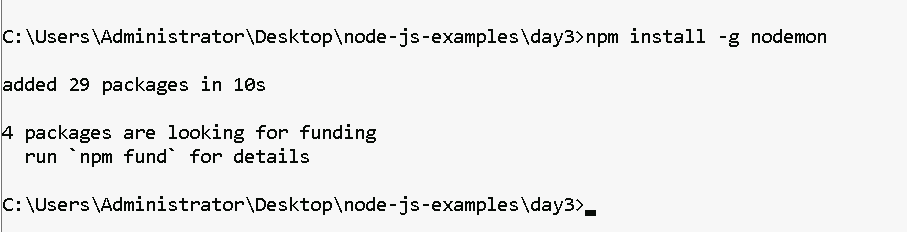 C:\Users\Administrator\Desktop\node-js-examples\day3>npm install -g nodemon
added 29 packages in 10s
4 packages are looking for funding
  run `npm fund` for details
C:\Users\Administrator\Desktop\node-js-examples\day3>